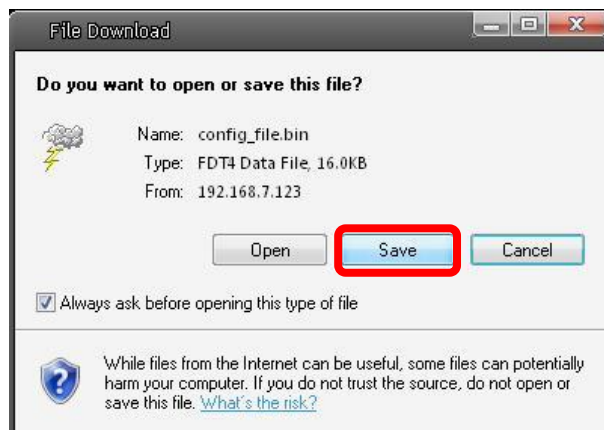 File Download
Do you want to open or save this file?
Name: config_file.bin
Type: FDT4 Data File, 16.0KB
From: 192.168.7.123
Open Save Cancel
Always ask before opening this type of file
While files from the Internet can be useful, some files can potentially
harm your computer. If you do not trust the source, do not open or
save this file. What's the risk?